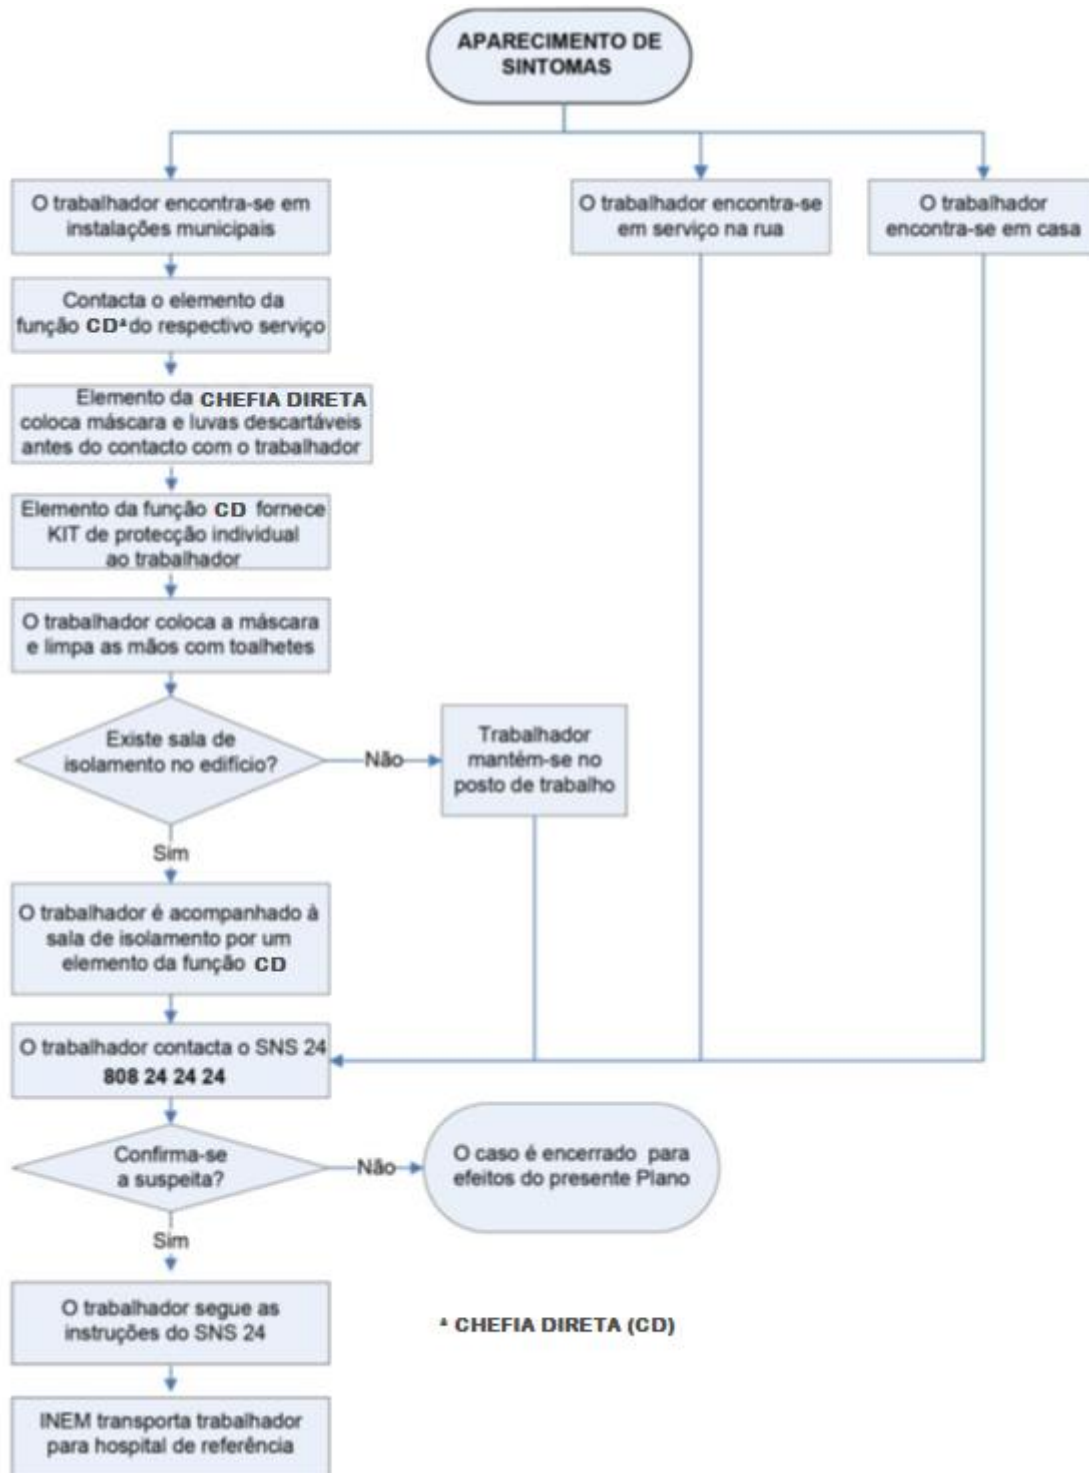 APARECIMENTO DE
SINTOMAS
O trabalhador encontra-se em
instalações municipais
O trabalhador encontra-se
em serviço na rua
O trabalhador
encontra-se em casa
Contacta o elemento da
função CDª do respectivo serviço
Elemento da CHEFIA DIRETA
coloca máscara e luvas descartáveis
antes do contacto com o trabalhador
Elemento da função CD fornece
KIT de protecção individual
ao trabalhador
O trabalhador coloca a máscara
e limpa as mãos com toalhetes
Existe sala de
isolamento no edifício?
Não
Trabalhador
mantém-se no
posto de trabalho
Sim
O trabalhador é acompanhado à
sala de isolamento por um
elemento da função CD
O trabalhador contacta o SNS 24
808 24 24 24
Confirma-se
a suspeita?
Não
O caso é encerrado para
efeitos do presente Plano
Sim
O trabalhador segue as
instruções do SNS 24
ª CHEFIA DIRETA (CD)
INEM transporta trabalhador
para hospital de referência